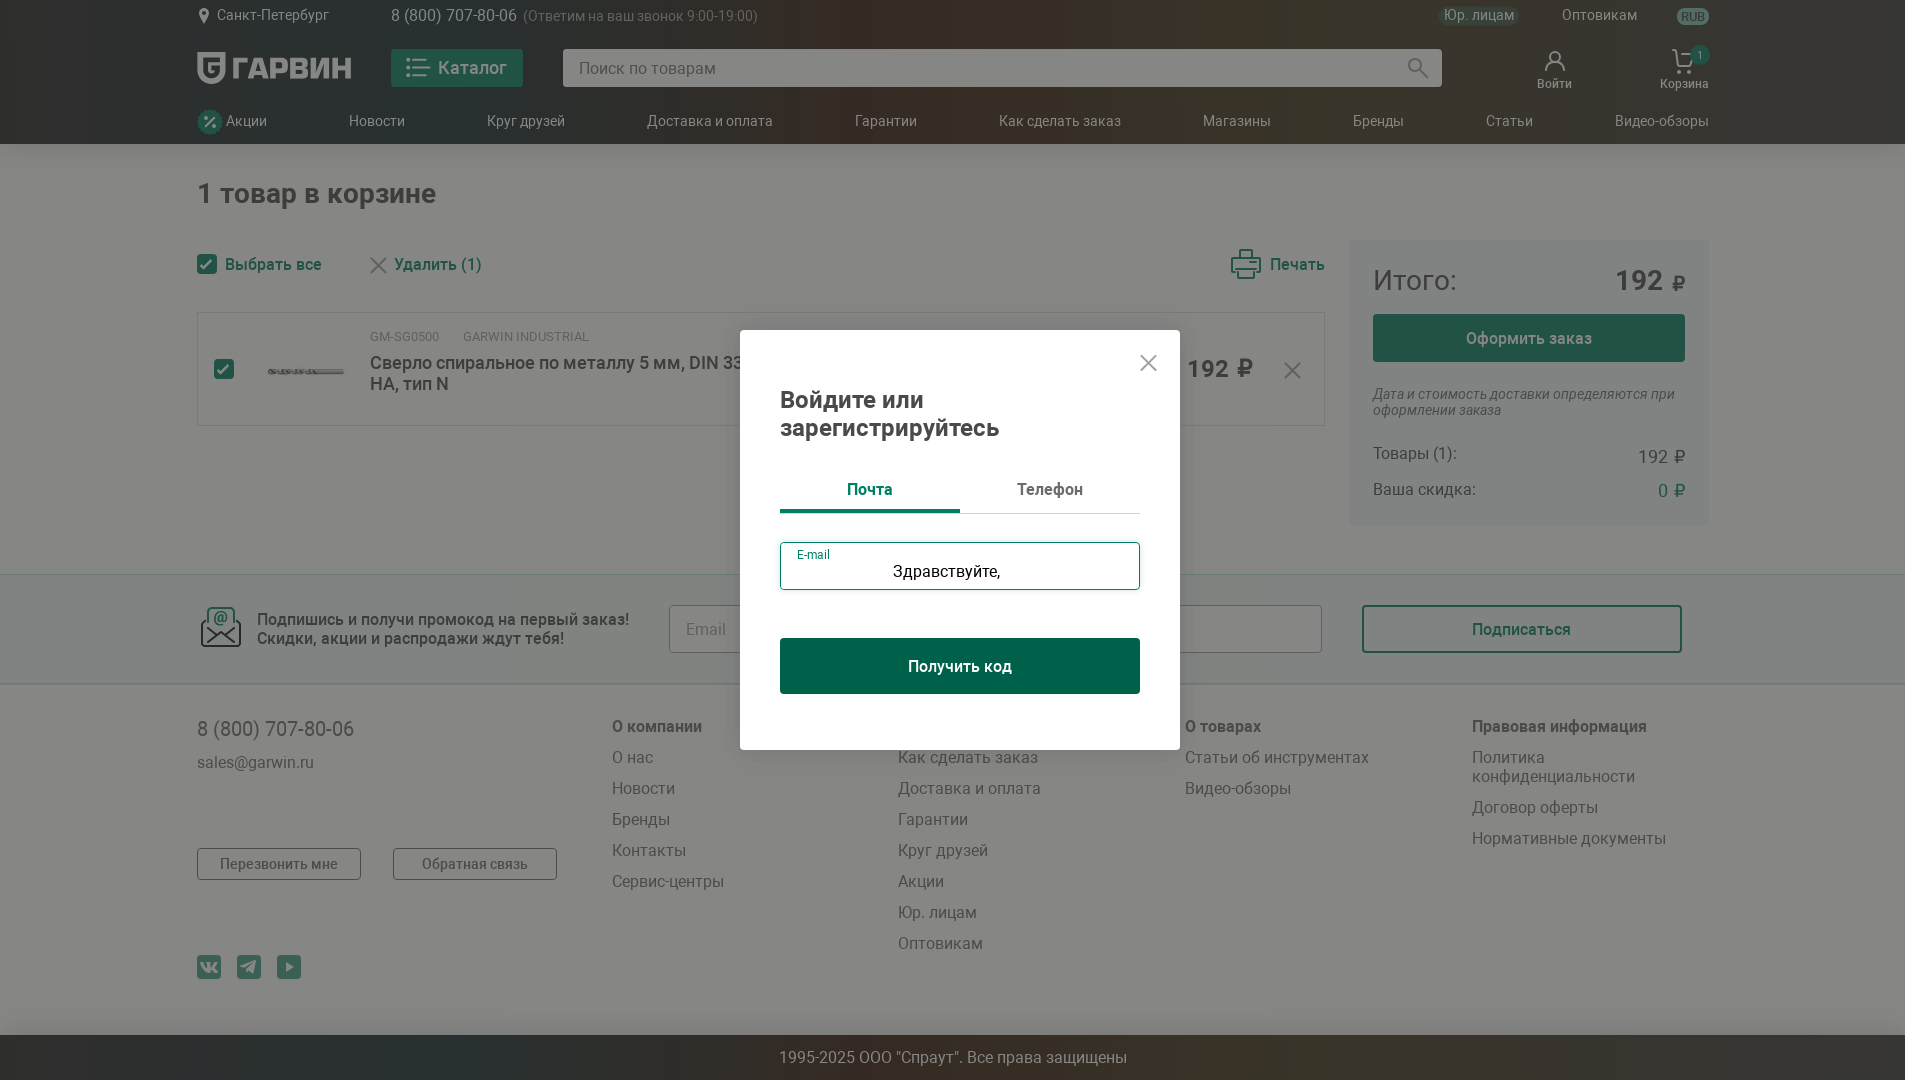 Санкт-Петербург
8 (800) 707-80-06 (Ответим на ваш звонок 9:00-19:00)
Юр. лицам
Оптовикам
RUB
ГАРВИН
Каталог
Поиск по товарам
Войти
1
Корзина
Акции
Новости
Круг друзей
Доставка и оплата
Гарантии
Как сделать заказ
Магазины
Бренды
Статьи
Видео-обзоры
1 товар в корзине
Выбрать все
Удалить (1)
Печать
GM-SG0500
GARWIN INDUSTRIAL
Сверло спиральное по металлу 5 мм, DIN 33
HA, тип N
192 ₽
Итого:
192 ₽
Оформить заказ
Дата и стоимость доставки определяются при
оформлении заказа
Товары (1):
192 ₽
Ваша скидка:
0 ₽
Войдите или
зарегистрируйтесь
Почта
Телефон
E-mail
Здравствуйте,
Получить код
Подпишись и получи промокод на первый заказ!
Скидки, акции и распродажи ждут тебя!
Email
Подписаться
8 (800) 707-80-06
sales@garwin.ru
Перезвонить мне
Обратная связь
О компании
О нас
Новости
Бренды
Контакты
Сервис-центры
Как сделать заказ
Доставка и оплата
Гарантии
Круг друзей
Акции
Юр. лицам
Оптовикам
О товарах
Статьи об инструментах
Видео-обзоры
Правовая информация
Политика
конфиденциальности
Договор оферты
Нормативные документы
1995-2025 ООО "Спраут". Все права защищены